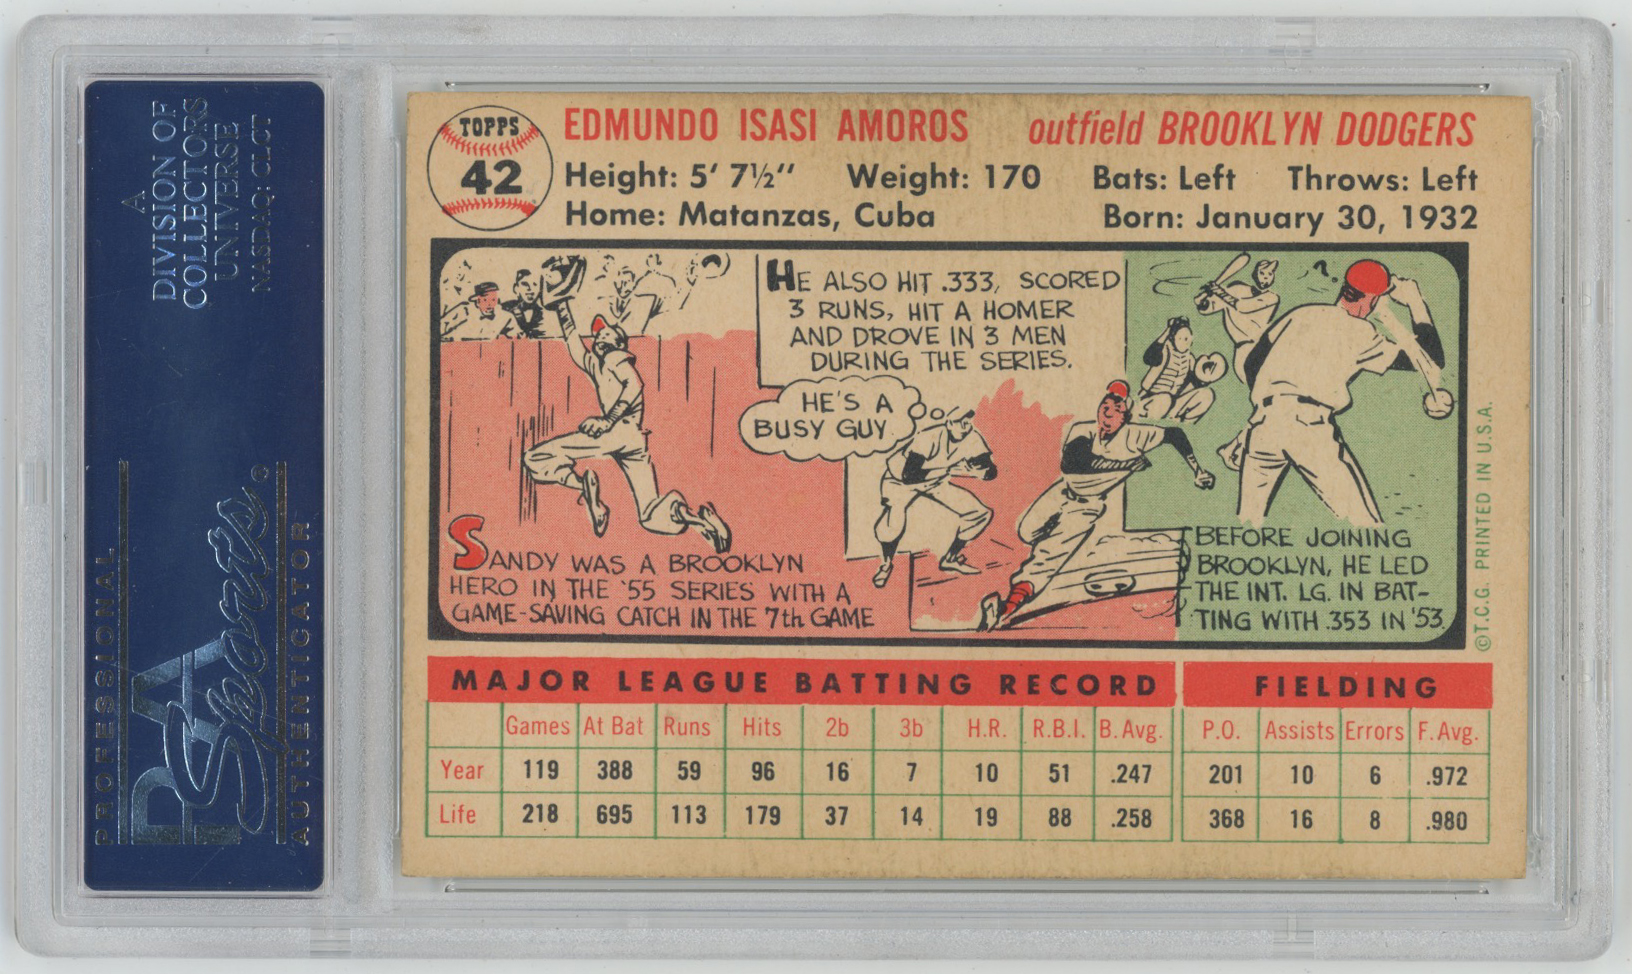 A
DIVISION OF
COLLECTORS
UNIVERSE
NASDAQ: CLCT
PROFESSIONAL
PSA
Sports
AUTHENTICATOR
TOPPS
42
EDMUNDO ISASI AMOROS outfield BROOKLYN DODGERS
Height: 5' 7½" Weight: 170 Bats: Left Throws: Left
Home: Matanzas, Cuba Born: January 30, 1932
HE ALSO HIT .333, SCORED
3 RUNS, HIT A HOMER
AND DROVE IN 3 MEN
DURING THE SERIES.
HE'S A
BUSY GUY
?
SANDY WAS A BROOKLYN
HERO IN THE '55 SERIES WITH A
GAME-SAVING CATCH IN THE 7th GAME
BEFORE JOINING
BROOKLYN, HE LED
THE INT. LG. IN BAT-
TING WITH .353 IN '53.
©T.C.G. PRINTED IN U.S.A.
MAJOR LEAGUE BATTING RECORD FIELDING
Games At Bat Runs Hits 2b 3b H.R. R.B.I. B. Avg. P.O. Assists Errors F. Avg.
Year 119 388 59 96 16 7 10 51 .247 201 10 6 .972
Life 218 695 113 179 37 14 19 88 .258 368 16 8 .980